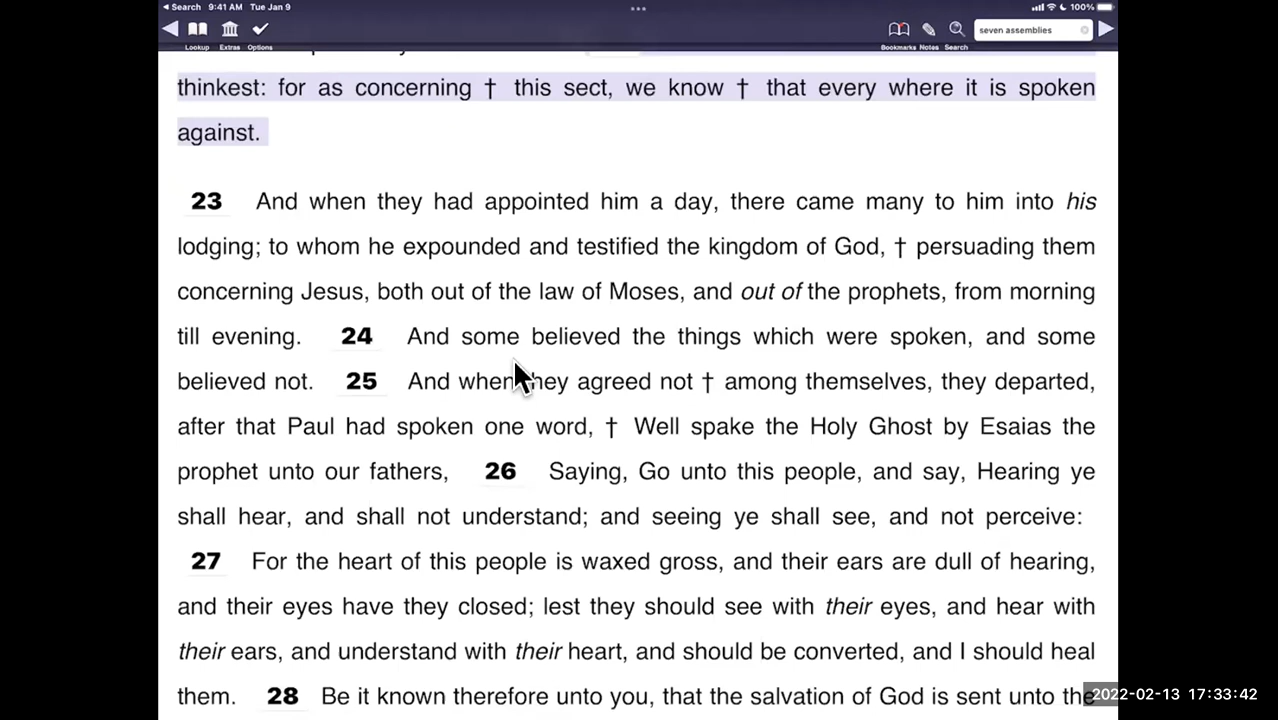 Search 9:41 AM Tue Jan 9 100%
Lookup Extras Options Bookmarks Notes Search seven assemblies
thinkest: for as concerning † this sect, we know † that every where it is spoken
against.
23 And when they had appointed him a day, there came many to him into his
lodging; to whom he expounded and testified the kingdom of God, † persuading them
concerning Jesus, both out of the law of Moses, and out of the prophets, from morning
till evening. 24 And some believed the things which were spoken, and some
believed not. 25 And when they agreed not † among themselves, they departed,
after that Paul had spoken one word, † Well spake the Holy Ghost by Esaias the
prophet unto our fathers, 26 Saying, Go unto this people, and say, Hearing ye
shall hear, and shall not understand; and seeing ye shall see, and not perceive:
27 For the heart of this people is waxed gross, and their ears are dull of hearing,
and their eyes have they closed; lest they should see with their eyes, and hear with
their ears, and understand with their heart, and should be converted, and I should heal
them. 28 Be it known therefore unto you, that the salvation of God is sent unto the
2022-02-13 17:33:42